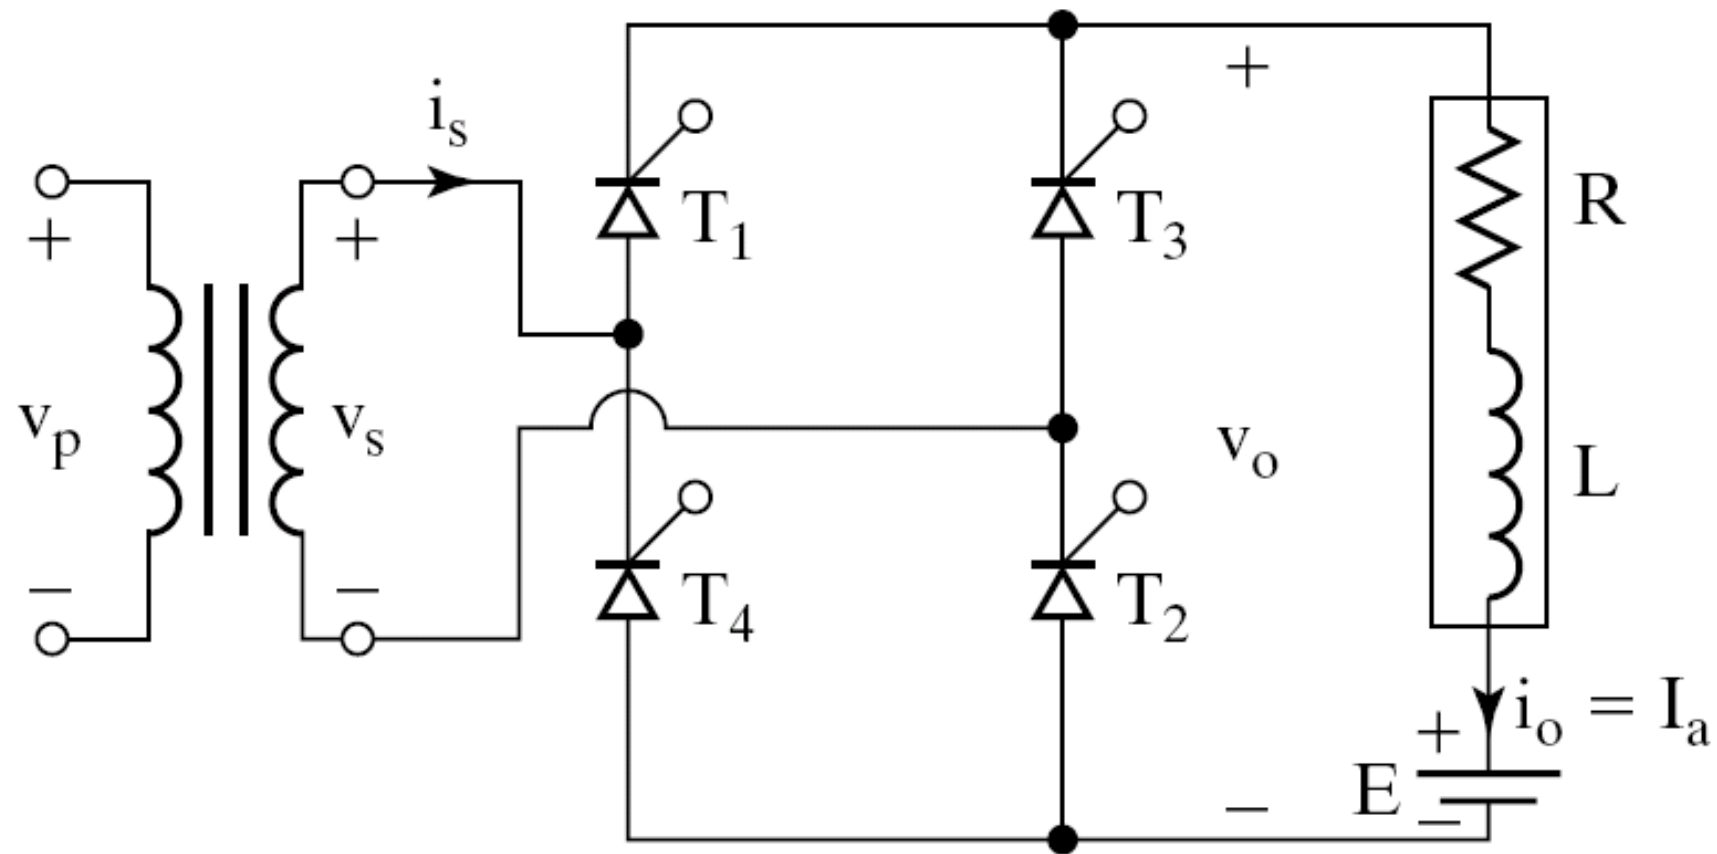 +
i_s
T_1
T_3
R
+
+
v_p
v_s
v_o
L
−
−
T_4
T_2
i_o = I_a
+
E
−
−